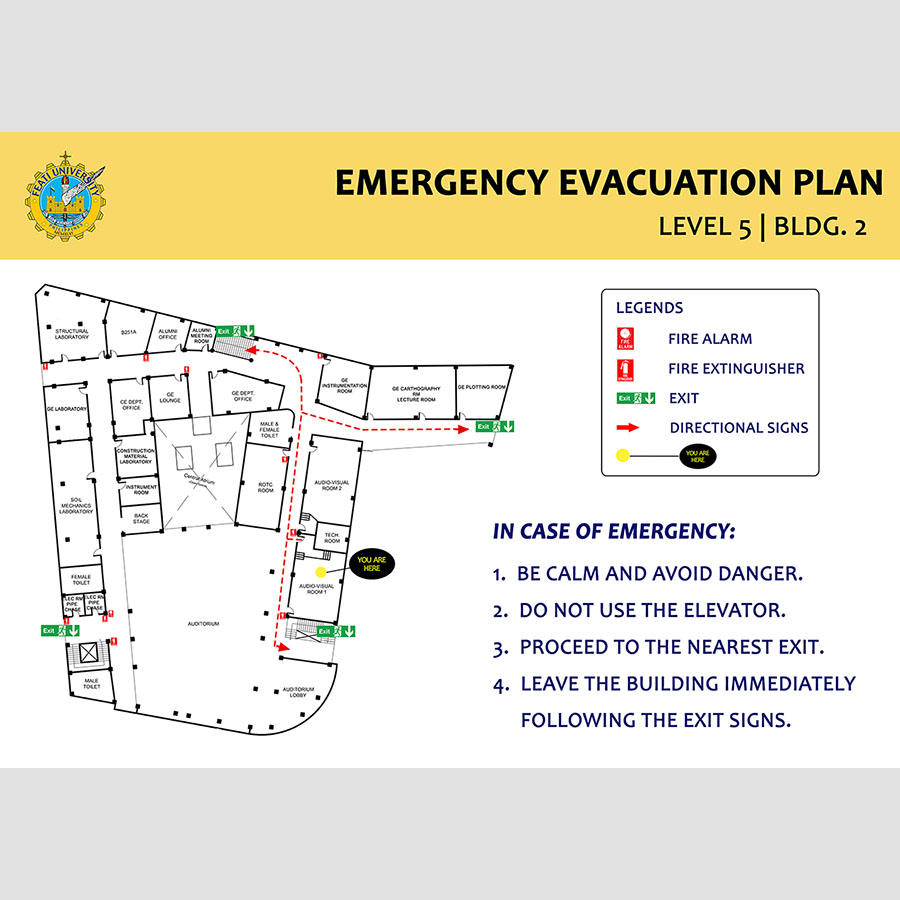 FEATI UNIVERSITY
PHILIPPINES
EMERGENCY EVACUATION PLAN
LEVEL 5 | BLDG. 2
STRUCTURAL
LABORATORY
B251A
ALUMNI
OFFICE
ALUMNI
MEETING
ROOM
Exit
GE LABORATORY
CE DEPT.
OFFICE
GE
LOUNGE
GE DEPT.
OFFICE
GE
INSTRUMENTATION
ROOM
GE CARTHOGRAPHY
RM
LECTURE ROOM
GE PLOTTING ROOM
Exit
MALE &
FEMALE
TOILET
CONSTRUCTION
MATERIAL
LABORATORY
Central Atrium
INSTRUMENT
ROOM
ROTC
ROOM
AUDIO-VISUAL
ROOM 2
SOIL
MECHANICS
LABORATORY
BACK
STAGE
TECH.
ROOM
YOU ARE
HERE
FEMALE
TOILET
AUDIO-VISUAL
ROOM 1
ELEC RM
PIPE
CHASE
ELEC RM
PIPE
CHASE
AUDITORIUM
Exit
Exit
MALE
TOILET
AUDITORIUM
LOBBY
LEGENDS
FIRE
ALARM
FIRE ALARM
FIRE EXTINGUISHER
Exit
EXIT
DIRECTIONAL SIGNS
YOU ARE
HERE
IN CASE OF EMERGENCY:
1. BE CALM AND AVOID DANGER.
2. DO NOT USE THE ELEVATOR.
3. PROCEED TO THE NEAREST EXIT.
4. LEAVE THE BUILDING IMMEDIATELY
FOLLOWING THE EXIT SIGNS.